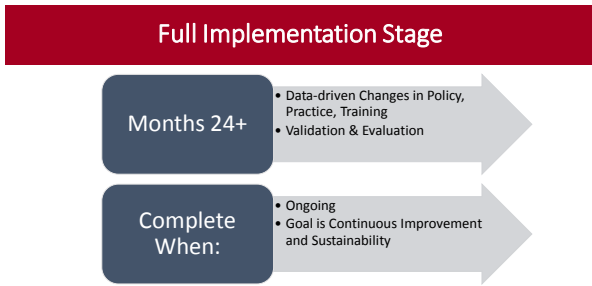 Full Implementation Stage
Months 24+
• Data-driven Changes in Policy,
Practice, Training
• Validation & Evaluation
Complete
When:
• Ongoing
• Goal is Continuous Improvement
and Sustainability